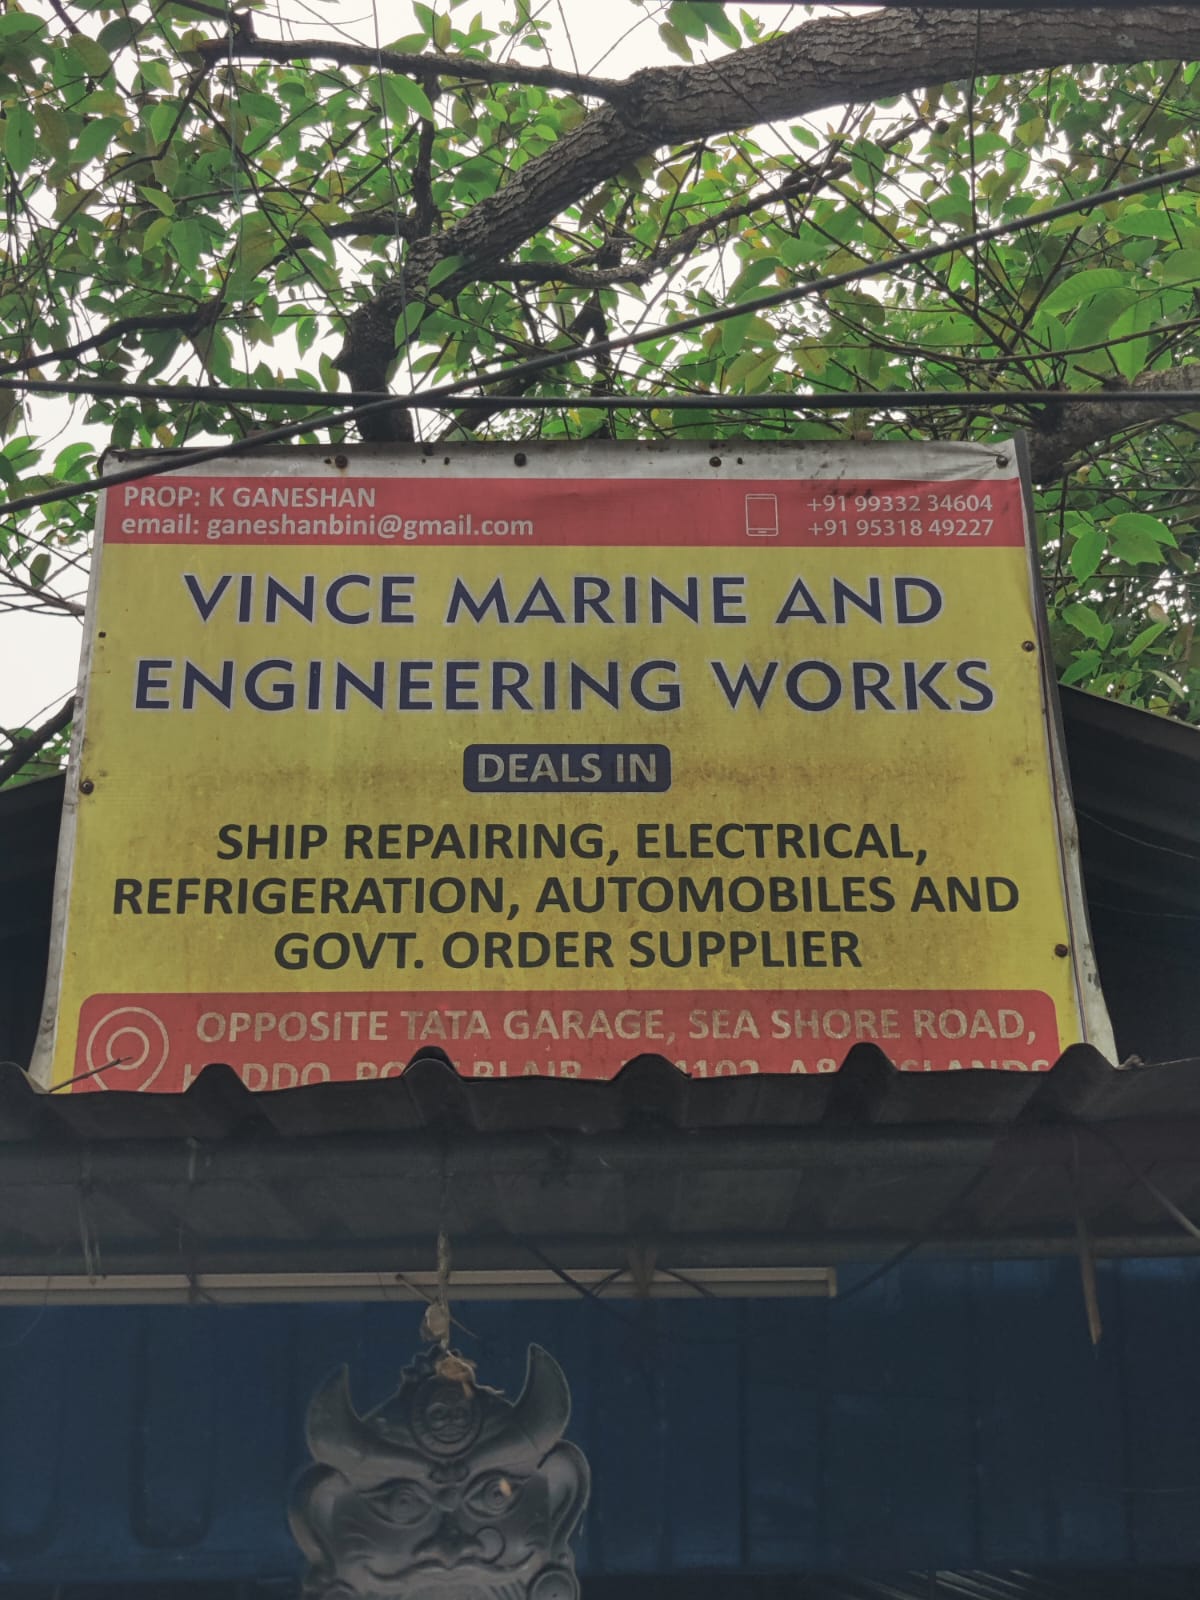 PROP: K GANESHAN
email: ganeshanbini@gmail.com
+91 99332 34604
+91 95318 49227
VINCE MARINE AND
ENGINEERING WORKS
DEALS IN
SHIP REPAIRING, ELECTRICAL,
REFRIGERATION, AUTOMOBILES AND
GOVT. ORDER SUPPLIER
OPPOSITE TATA GARAGE, SEA SHORE ROAD,